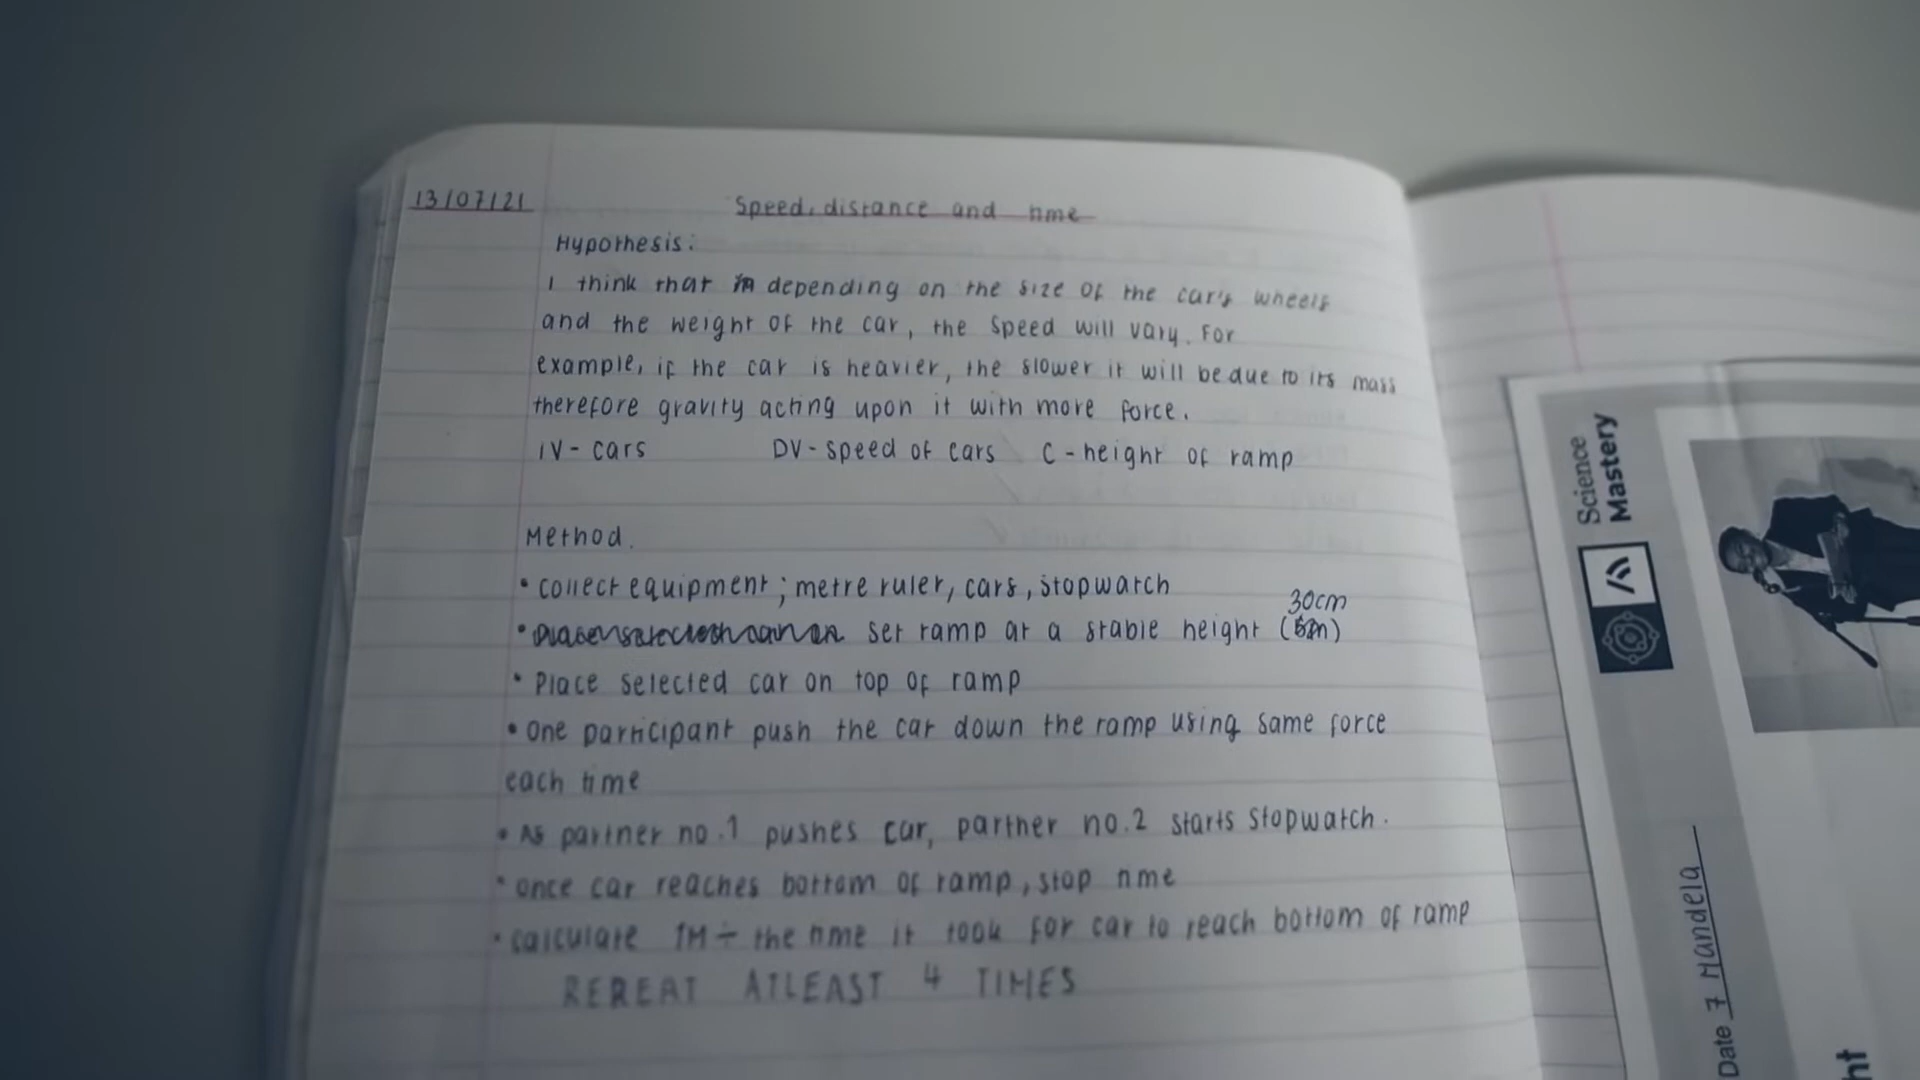 13/07/21
Speed, distance and time
Hypothesis:
I think that depending on the size of the car's wheels
and the weight of the car, the speed will vary. For
example, if the car is heavier, the slower it will be due to its mass
therefore gravity acting upon it with more force.
IV- cars DV- speed of cars C - height of ramp
Method.
• collect equipment; metre ruler, cars, stopwatch
30cm
• set ramp at a stable height ( )
• Place selected car on top of ramp
• One participant push the car down the ramp using same force
each time
• As partner no.1 pushes car, partner no.2 starts stopwatch.
• once car reaches bottom of ramp, stop time
• calculate 1M ÷ the time it took for car to reach bottom of ramp
REREAT ATLEAST 4 TIMES
Science
Mastery
Date 7 Mandela
ht